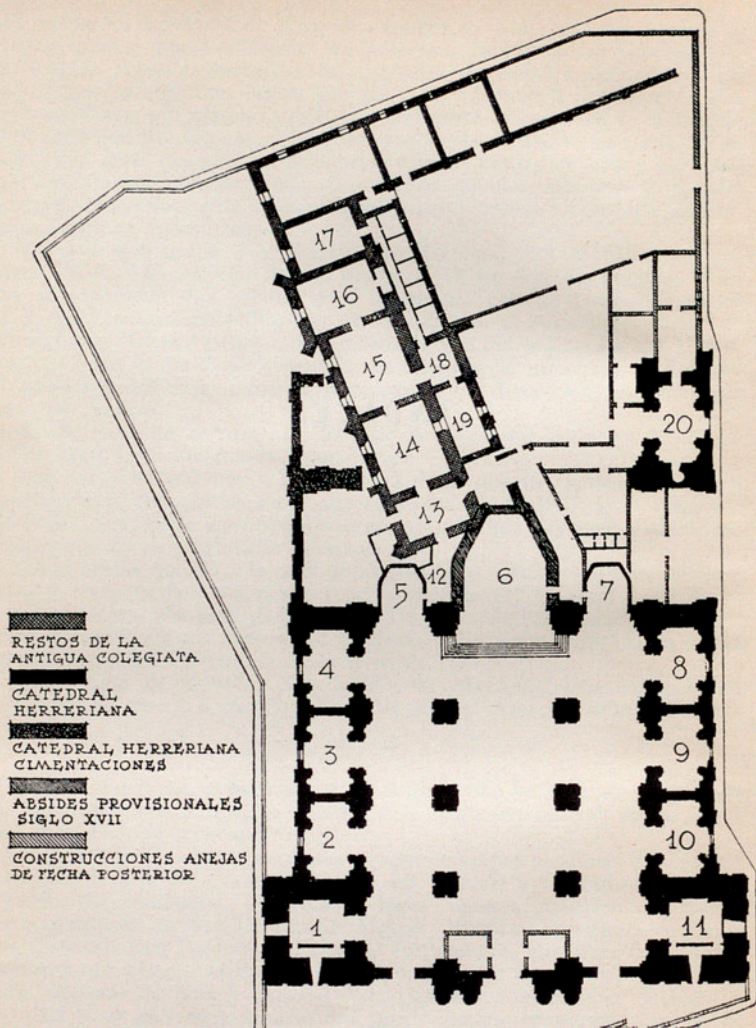 17
16
15
18
14
19
20
13
12
5
6
7
4
8
3
9
2
10
1
11
RESTOS DE LA
ANTIGUA COLEGIATA
CATEDRAL
HERRERIANA
CATEDRAL HERRERIANA
CIMENTACIONES
ABSIDES PROVISIONALES
SIGLO XVII
CONSTRUCCIONES ANEJAS
DE FECHA POSTERIOR